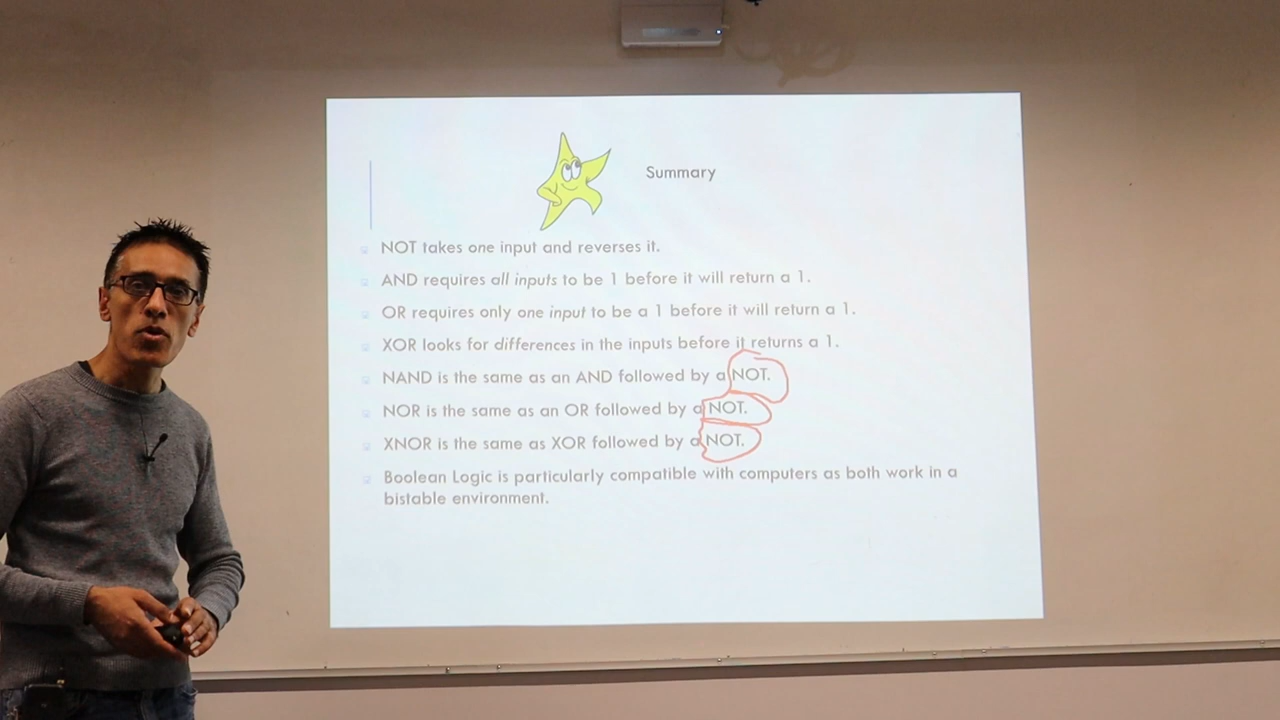 Summary
NOT takes one input and reverses it.
AND requires all inputs to be 1 before it will return a 1.
OR requires only one input to be a 1 before it will return a 1.
XOR looks for differences in the inputs before it returns a 1.
NAND is the same as an AND followed by a NOT.
NOR is the same as an OR followed by a NOT.
XNOR is the same as XOR followed by a NOT.
Boolean Logic is particularly compatible with computers as both work in a
bistable environment.